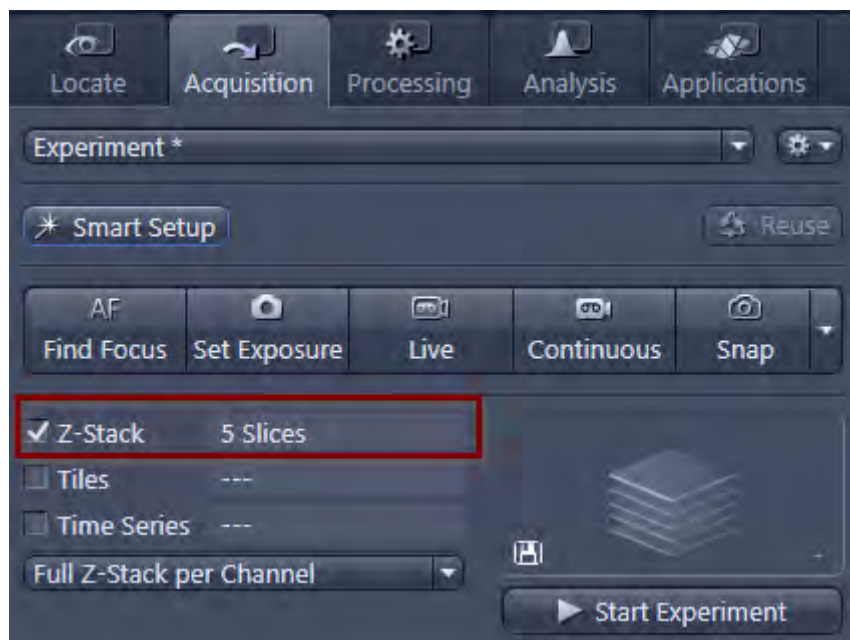 Locate Acquisition Processing Analysis Applications
Experiment *
Smart Setup Reuse
AF
Find Focus Set Exposure Live Continuous Snap
Z-Stack 5 Slices
Tiles ---
Time Series ---
Full Z-Stack per Channel
Start Experiment